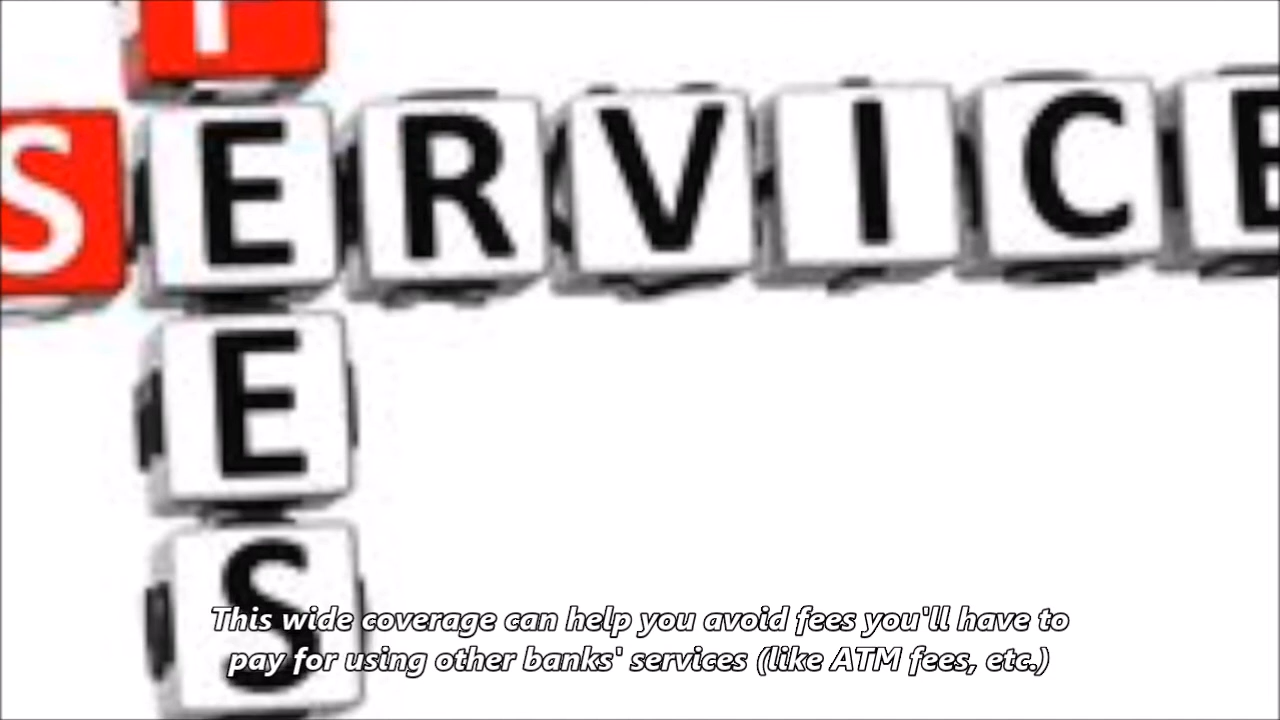 SERVICE
E
S
This wide coverage can help you avoid fees you'll have to
pay for using other banks' services (like ATM fees, etc.)